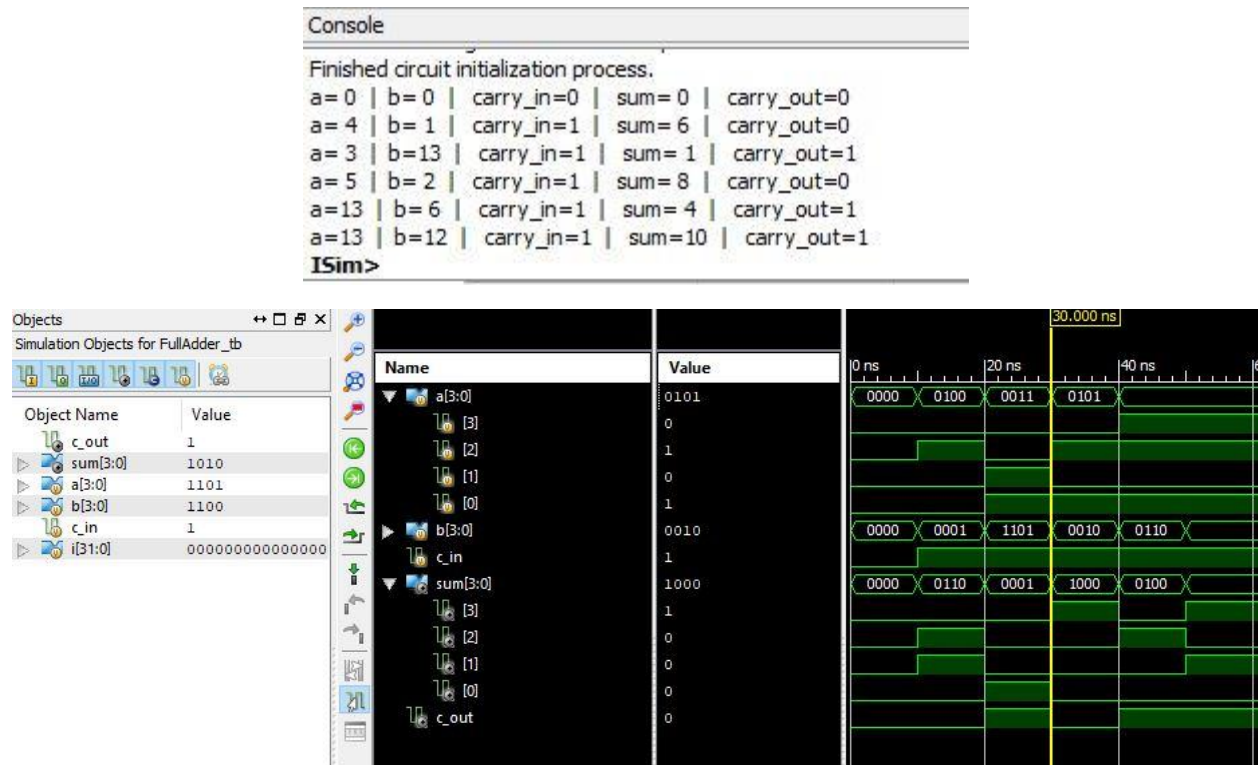 Console
Finished circuit initialization process.
a= 0 | b= 0 | carry_in=0 | sum= 0 | carry_out=0
a= 4 | b= 1 | carry_in=1 | sum= 6 | carry_out=0
a= 3 | b=13 | carry_in=1 | sum= 1 | carry_out=1
a= 5 | b= 2 | carry_in=1 | sum= 8 | carry_out=0
a=13 | b= 6 | carry_in=1 | sum= 4 | carry_out=1
a=13 | b=12 | carry_in=1 | sum=10 | carry_out=1
ISim>
Objects
Simulation Objects for FullAdder_tb
Object Name Value
c_out 1
sum[3:0] 1010
a[3:0] 1101
b[3:0] 1100
c_in 1
i[31:0] 0000000000000000
30.000 ns
Name Value 0 ns 20 ns 40 ns
a[3:0] 0101 0000 0100 0011 0101
[3] 0
[2] 1
[1] 0
[0] 1
b[3:0] 0010 0000 0001 1101 0010 0110
c_in 1
sum[3:0] 1000 0000 0110 0001 1000 0100
[3] 1
[2] 0
[1] 0
[0] 0
c_out 0